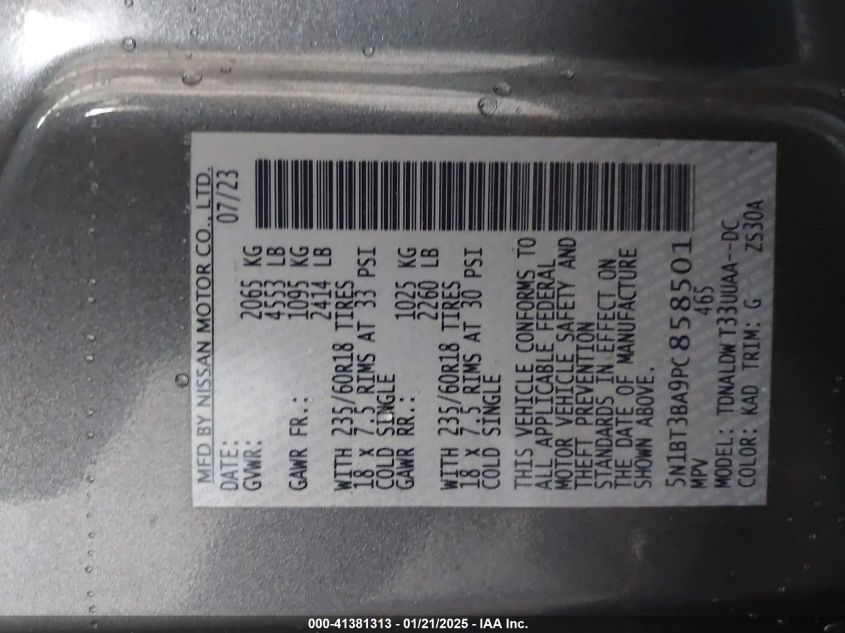 MFD BY NISSAN MOTOR CO., LTD.
DATE: 07/23
GVWR: 2065 KG
4553 LB
GAWR FR.: 1095 KG
2414 LB
WITH 235/60R18 TIRES
18 X 7.5 RIMS AT 33 PSI
COLD SINGLE
GAWR RR.: 1025 KG
2260 LB
WITH 235/60R18 TIRES
18 X 7.5 RIMS AT 30 PSI
COLD SINGLE
THIS VEHICLE CONFORMS TO
ALL APPLICABLE FEDERAL
MOTOR VEHICLE SAFETY AND
THEFT PREVENTION
STANDARDS IN EFFECT ON
THE DATE OF MANUFACTURE
SHOWN ABOVE.
5N1BT3BA9PC858501
MPV 465
MODEL: TDNALDW T33UUAA--DC
COLOR: KAD TRIM: G ZS30A
000-41381313 - 01/21/2025 - IAA Inc.